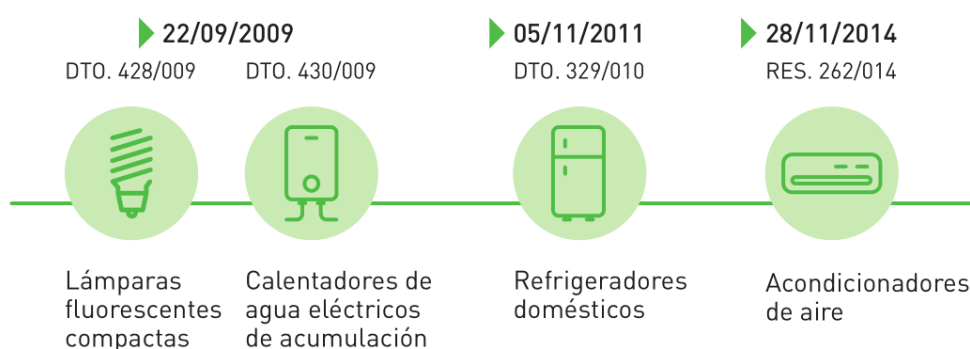 22/09/2009
DTO. 428/009
DTO. 430/009
Lámparas
fluorescentes
compactas
Calentadores de
agua eléctricos
de acumulación
05/11/2011
DTO. 329/010
Refrigeradores
domésticos
28/11/2014
RES. 262/014
Acondicionadores
de aire